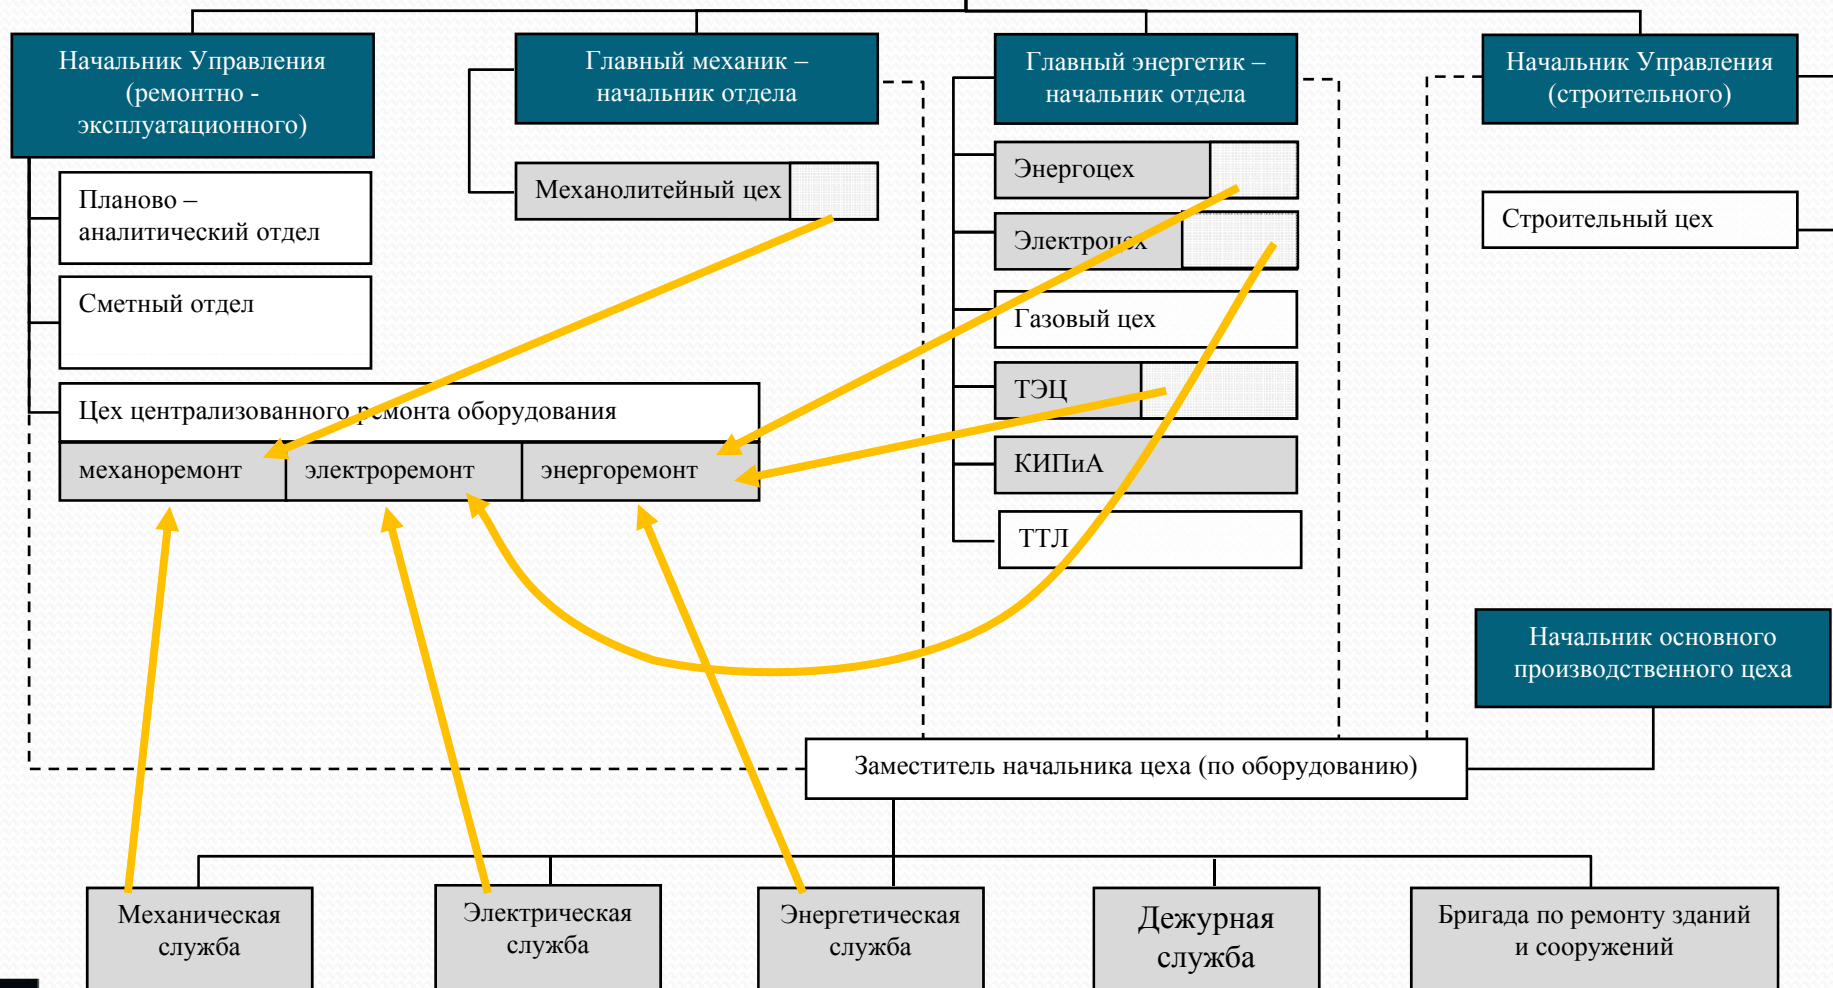 Начальник Управления
(ремонтно -
эксплуатационного)
Главный механик –
начальник отдела
Главный энергетик –
начальник отдела
Начальник Управления
(строительного)
Планово –
аналитический отдел
Сметный отдел
Цех централизованного ремонта оборудования
механоремонт
электроремонт
энергоремонт
Механолитейный цех
Энергоцех
Электроцех
Газовый цех
ТЭЦ
КИПиА
ТТЛ
Строительный цех
Начальник основного
производственного цеха
Заместитель начальника цеха (по оборудованию)
Механическая
служба
Электрическая
служба
Энергетическая
служба
Дежурная
служба
Бригада по ремонту зданий
и сооружений